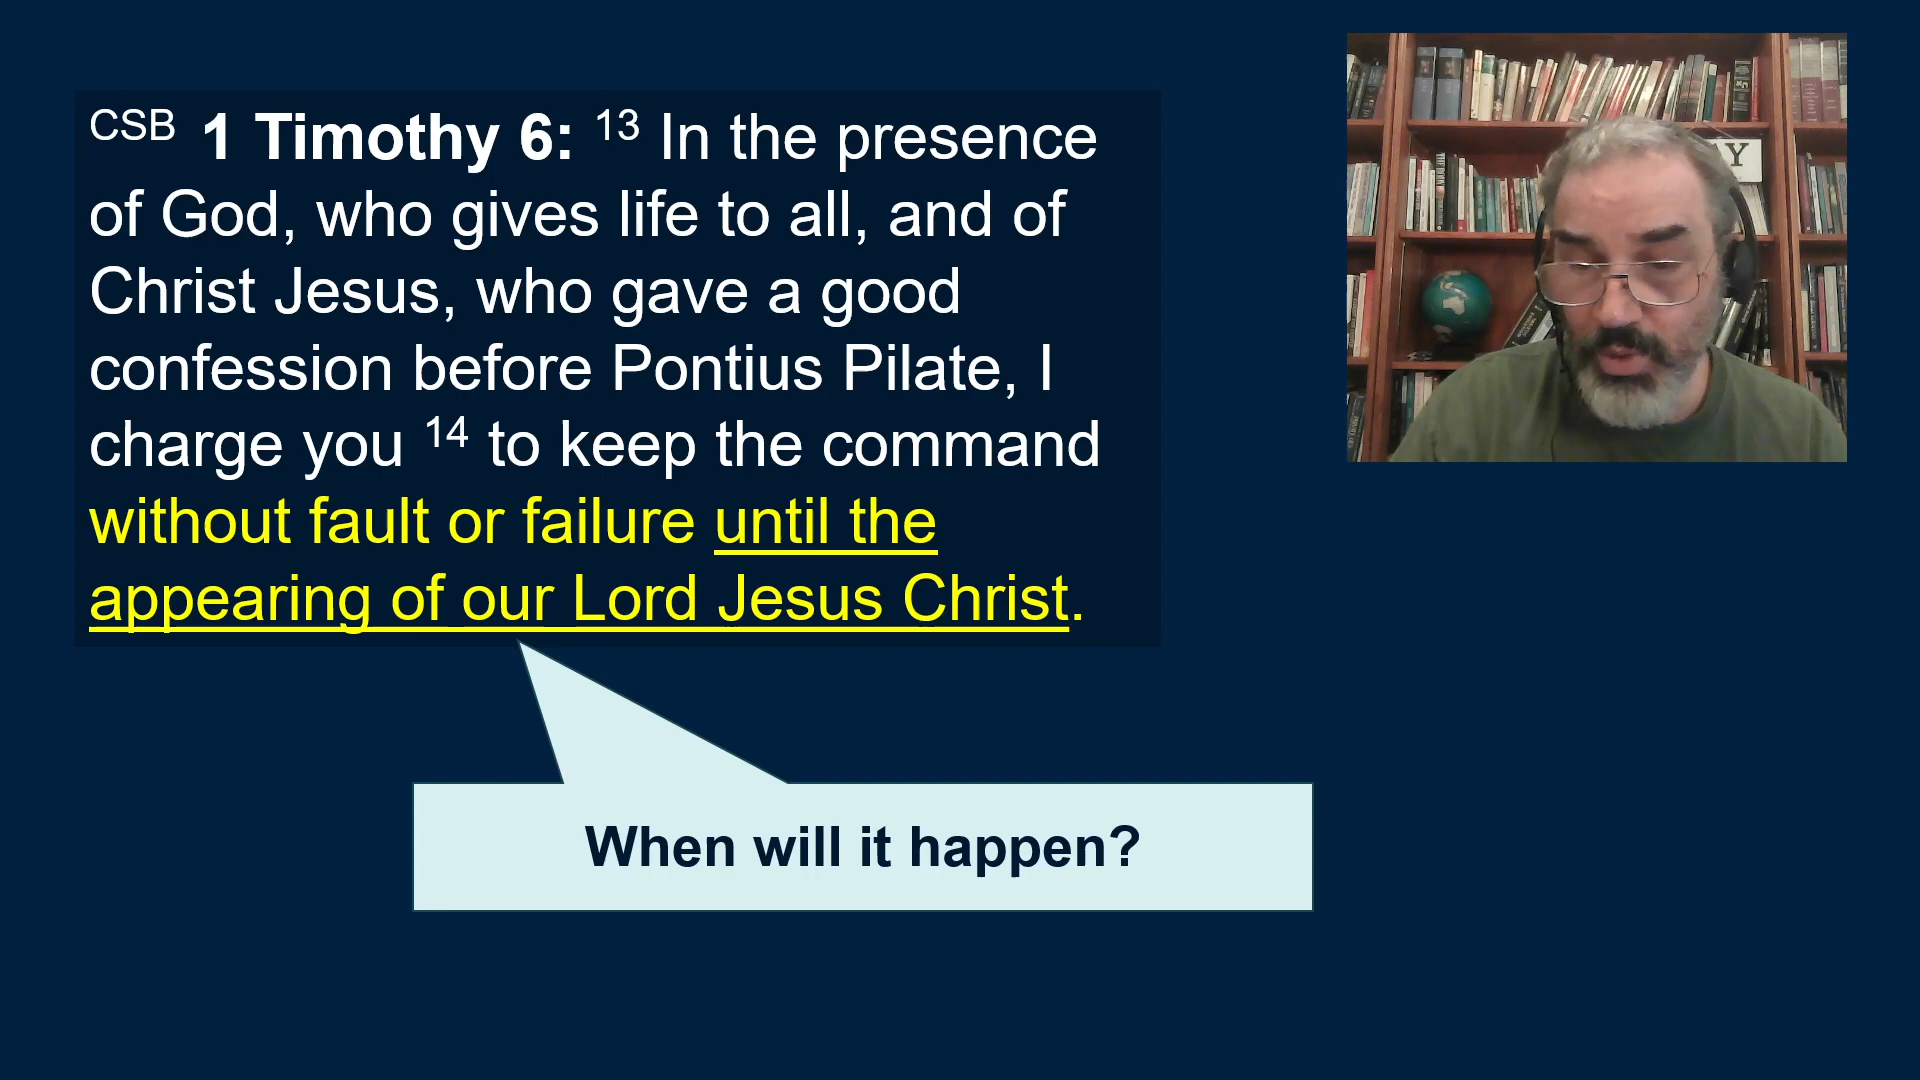 CSB 1 Timothy 6: 13 In the presence
of God, who gives life to all, and of
Christ Jesus, who gave a good
confession before Pontius Pilate, I
charge you 14 to keep the command
without fault or failure until the
appearing of our Lord Jesus Christ.
When will it happen?
Y